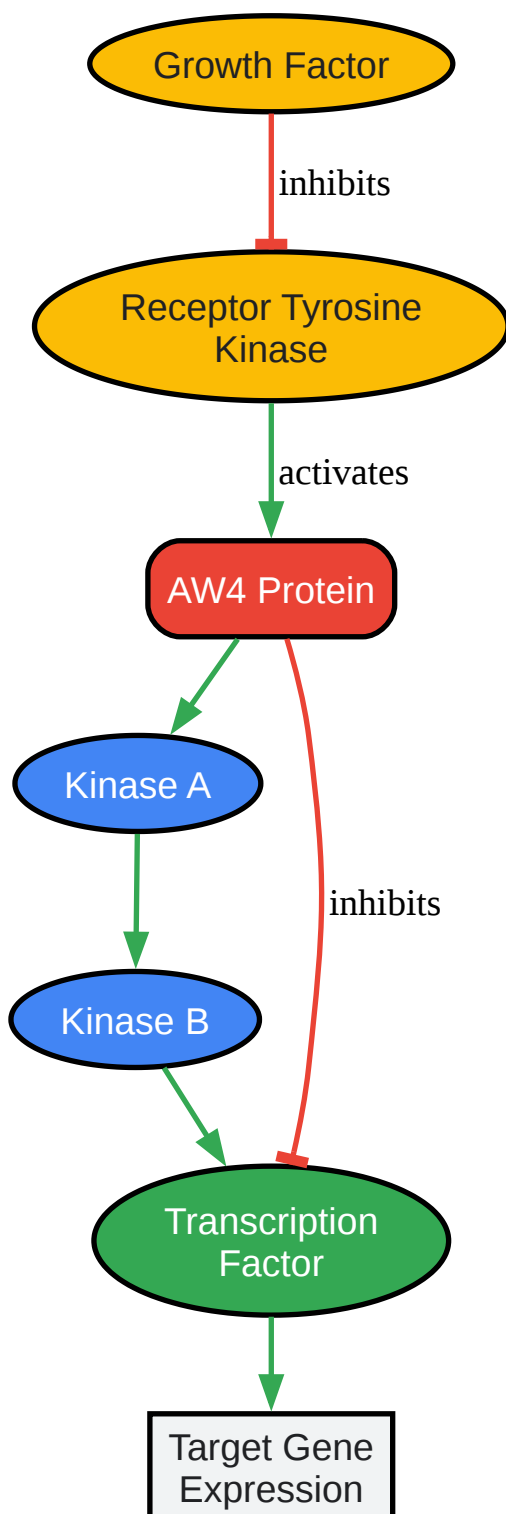 Growth Factor
inhibits
Receptor Tyrosine
Kinase
activates
AW4 Protein
Kinase A
inhibits
Kinase B
Transcription
Factor
Target Gene
Expression